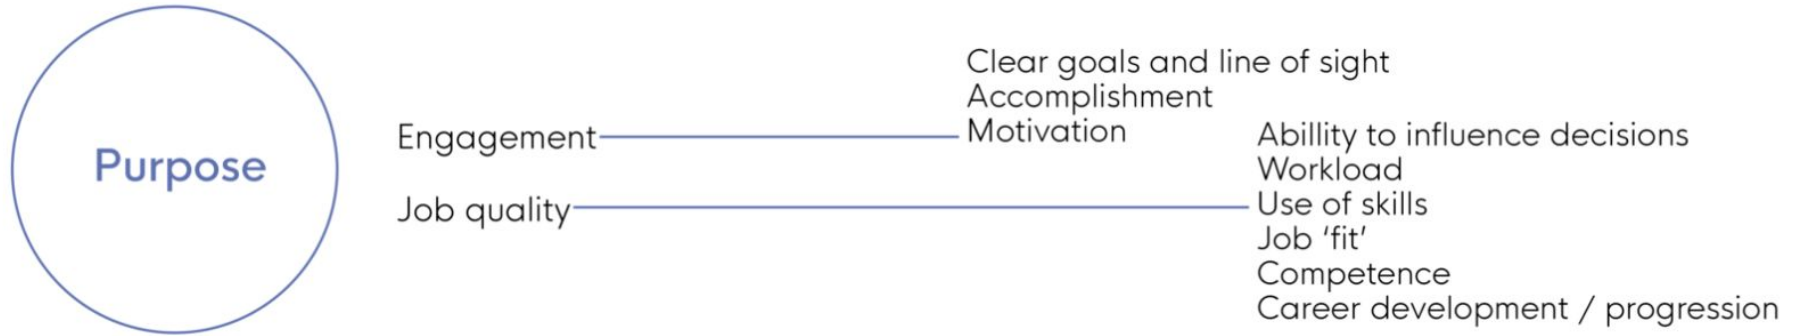 Purpose
Engagement
Clear goals and line of sight
Accomplishment
Motivation
Job quality
Abillity to influence decisions
Workload
Use of skills
Job ‘fit’
Competence
Career development / progression